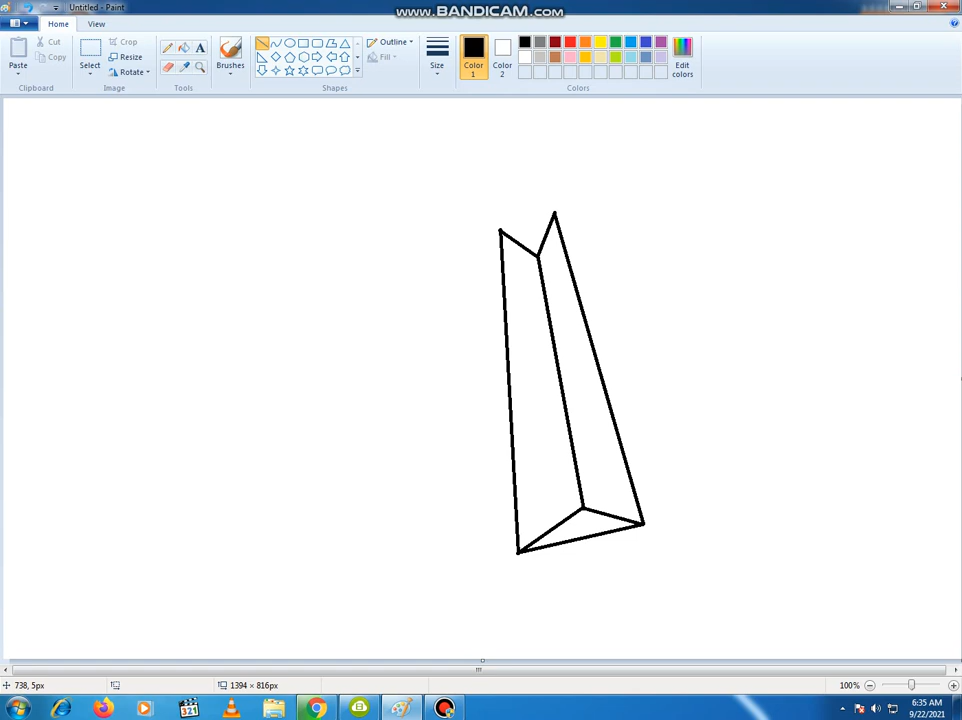 Untitled - Paint
www.BANDICAM.com
Home
View
Paste
Cut
Copy
Clipboard
Select
Crop
Resize
Rotate
Image
A
Tools
Brushes
Shapes
Outline
Fill
Size
Color
1
Color
2
Colors
Edit
colors
738, 5px
1394 × 816px
100%
321
6:35 AM
9/22/2021